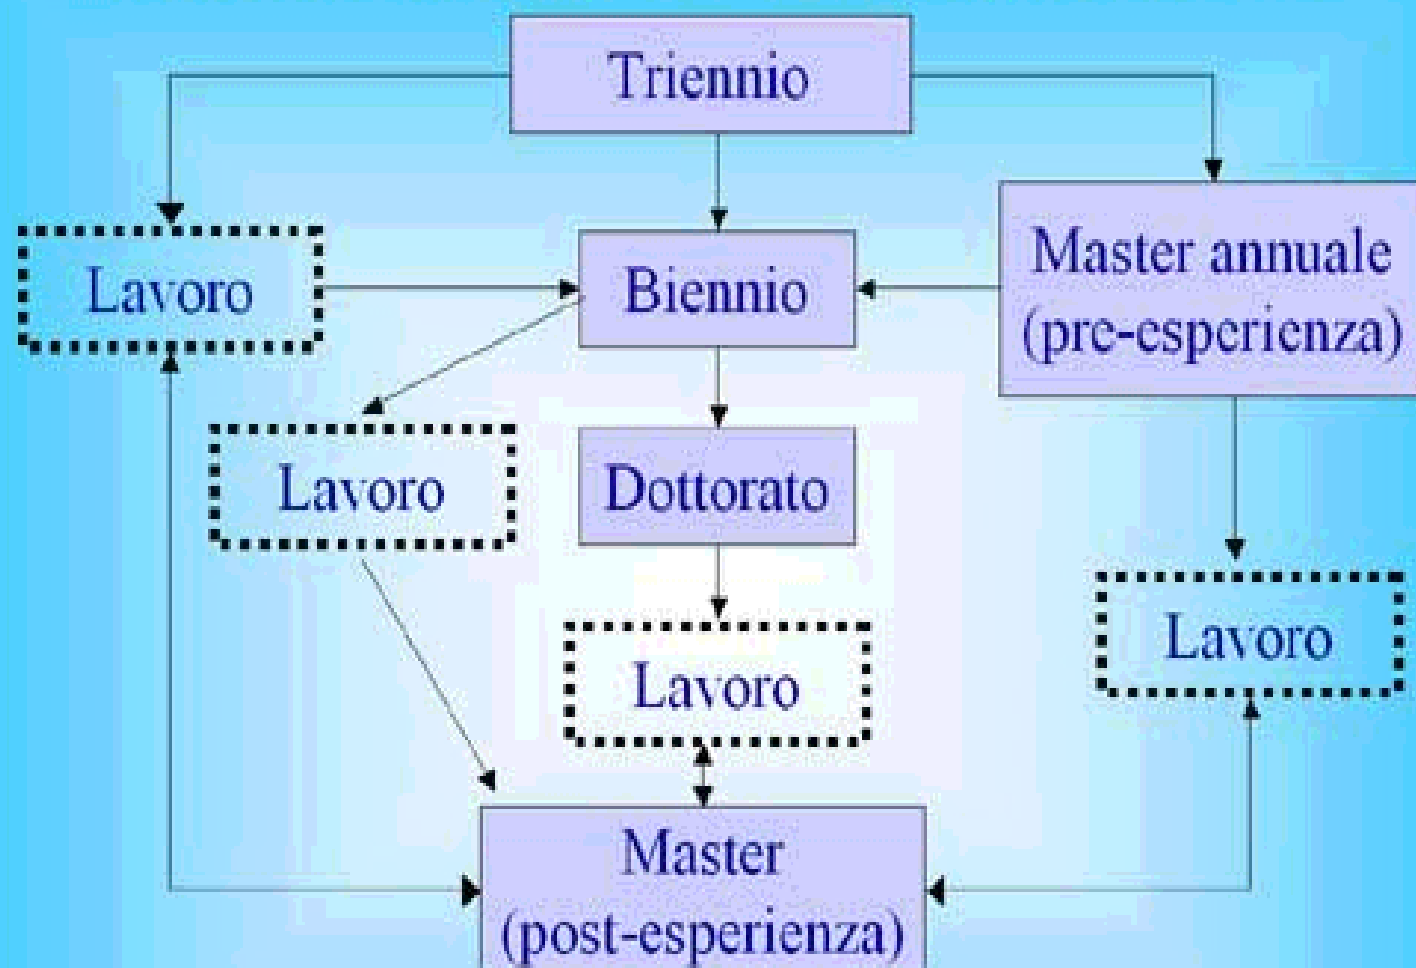 Triennio
Lavoro
Biennio
Master annuale
(pre-esperienza)
Lavoro
Dottorato
Lavoro
Lavoro
Master
(post-esperienza)